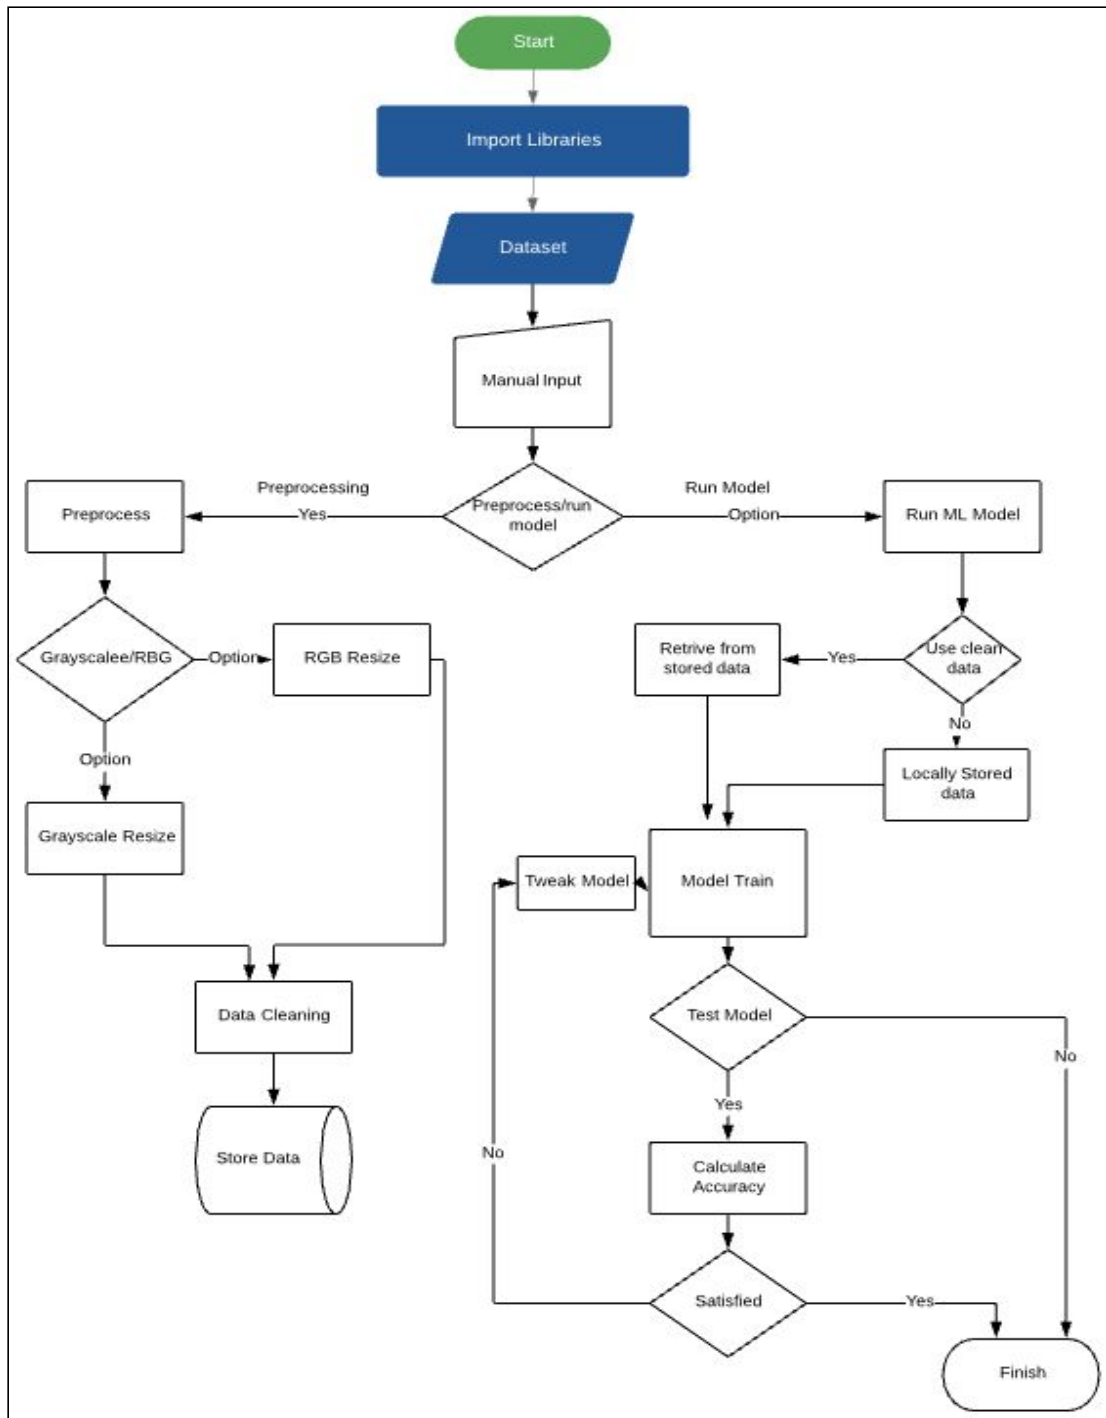 Start
Import Libraries
Dataset
Manual Input
Preprocess/run
model
Preprocessing
Yes
Run Model
Option
Preprocess
Run ML Model
Grayscalee/RBG
Option
RGB Resize
Retrive from
stored data
Yes
Use clean
data
No
Option
Locally Stored
data
Grayscale Resize
Tweak Model
Model Train
Data Cleaning
Test Model
No
Yes
Store Data
No
Calculate
Accuracy
Satisfied
Yes
Finish